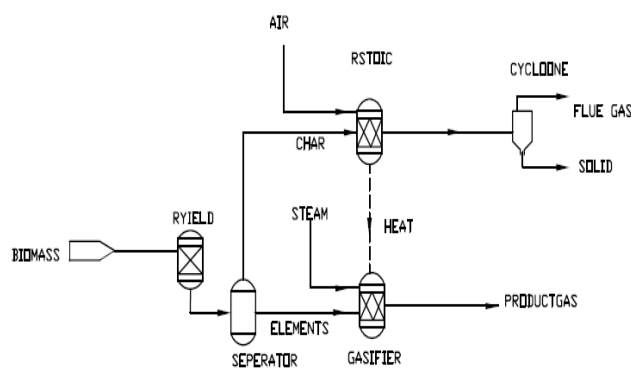 AIR
RSTOIC
CYCLOONE
FLUE GAS
CHAR
SOLID
RYIELD
STEAM
HEAT
BIOMASS
PRODUCTGAS
ELEMENTS
SEPERATOR
GASIFIER